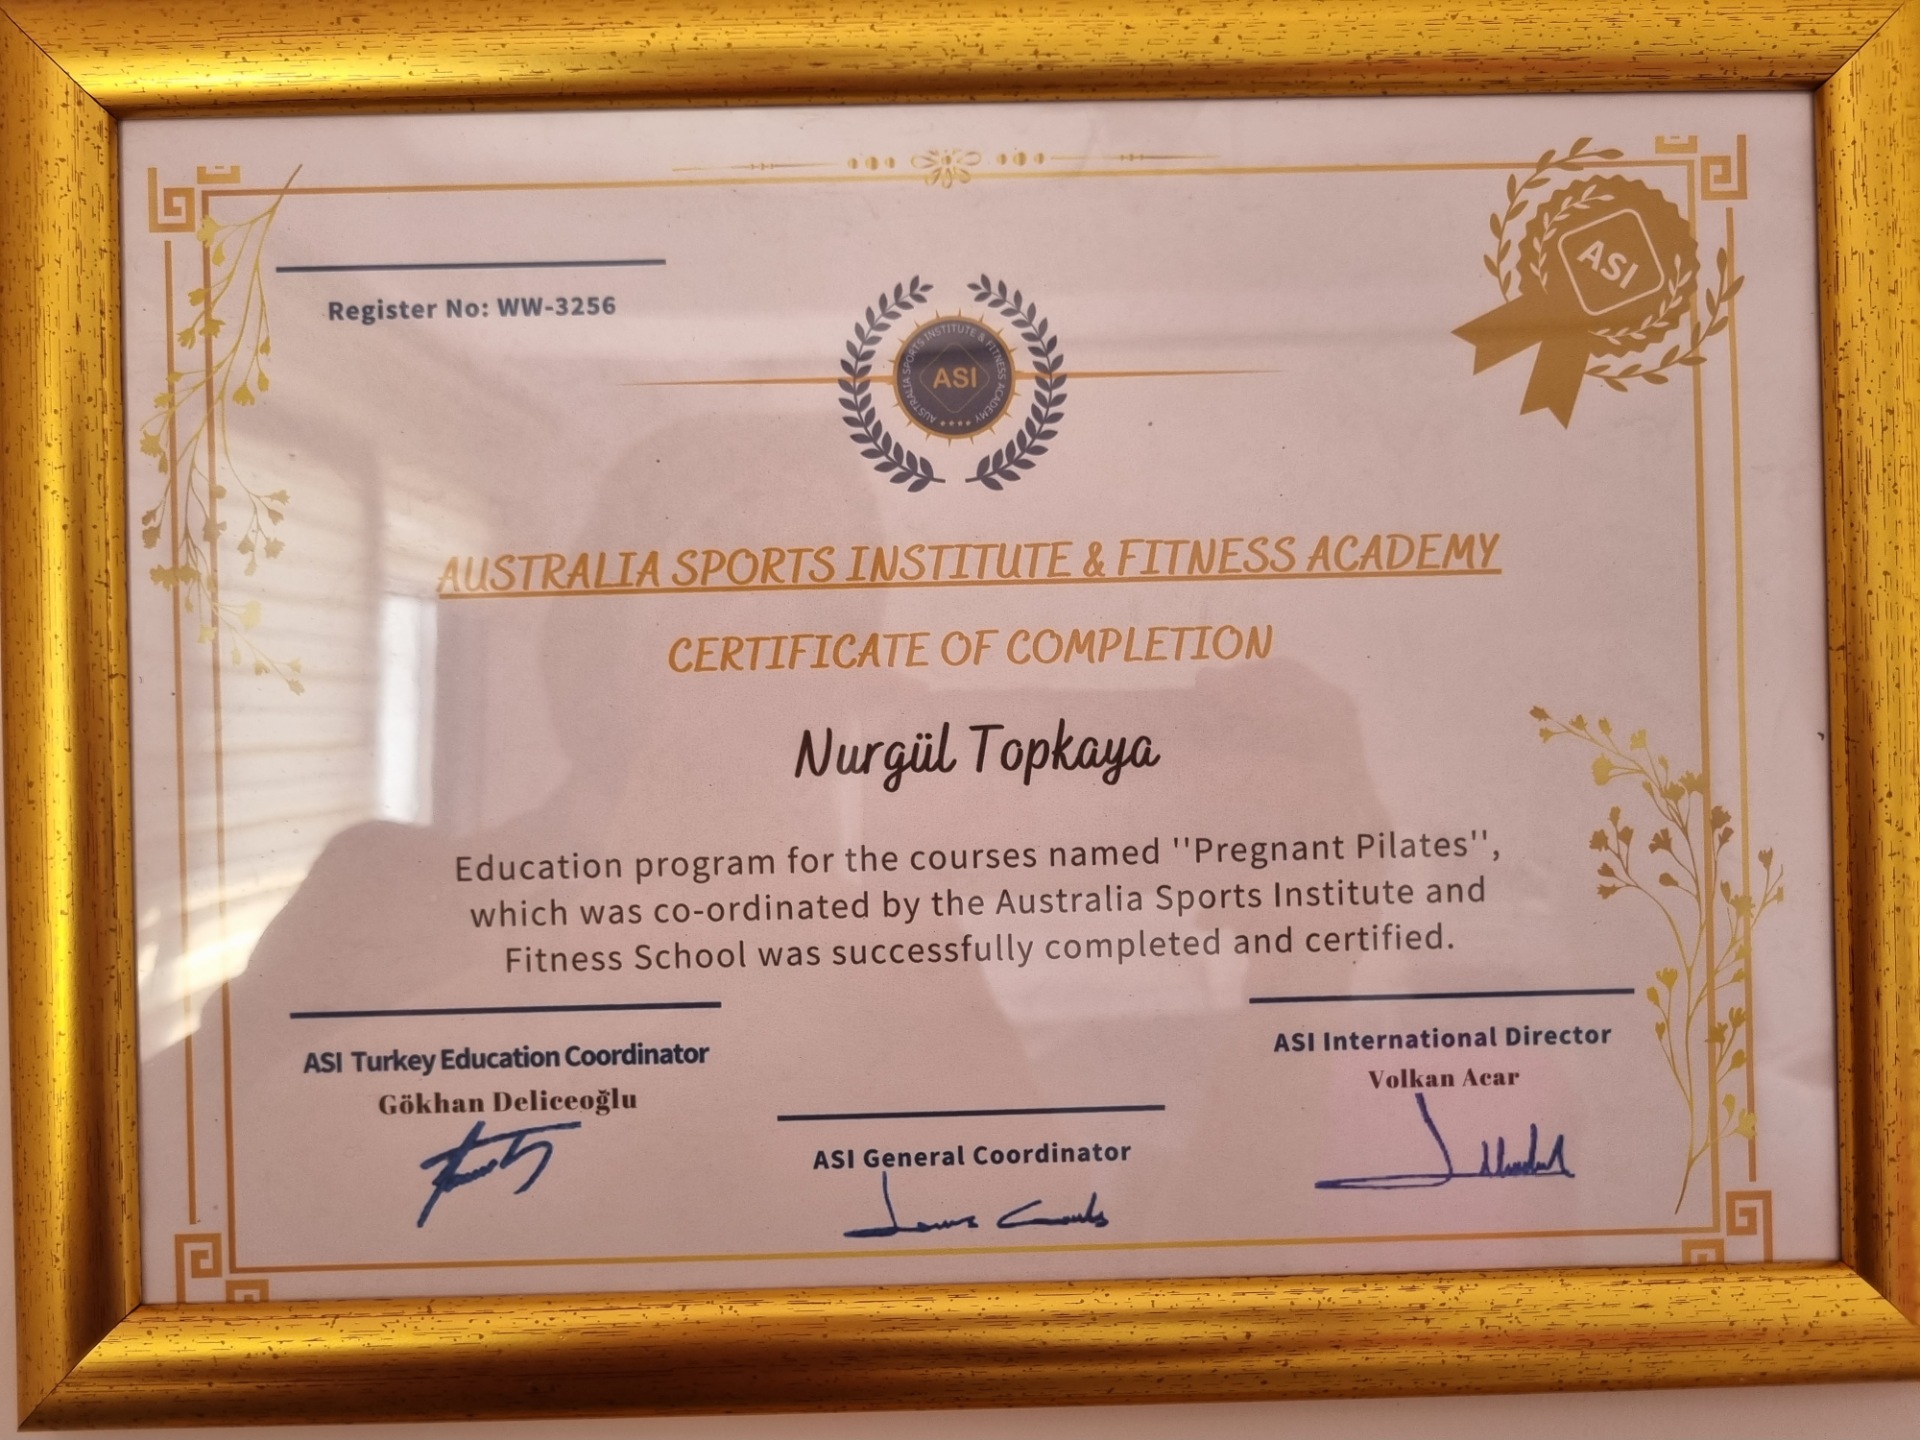 Register No: WW-3256
ASI
AUSTRALIA SPORTS INSTITUTE & FITNESS ACADEMY
ASI
AUSTRALIA SPORTS INSTITUTE & FITNESS ACADEMY
CERTIFICATE OF COMPLETION
Nurgül Topkaya
Education program for the courses named ''Pregnant Pilates'',
which was co-ordinated by the Australia Sports Institute and
Fitness School was successfully completed and certified.
ASI Turkey Education Coordinator
Gökhan Deliceoğlu
ASI General Coordinator
ASI International Director
Volkan Acar